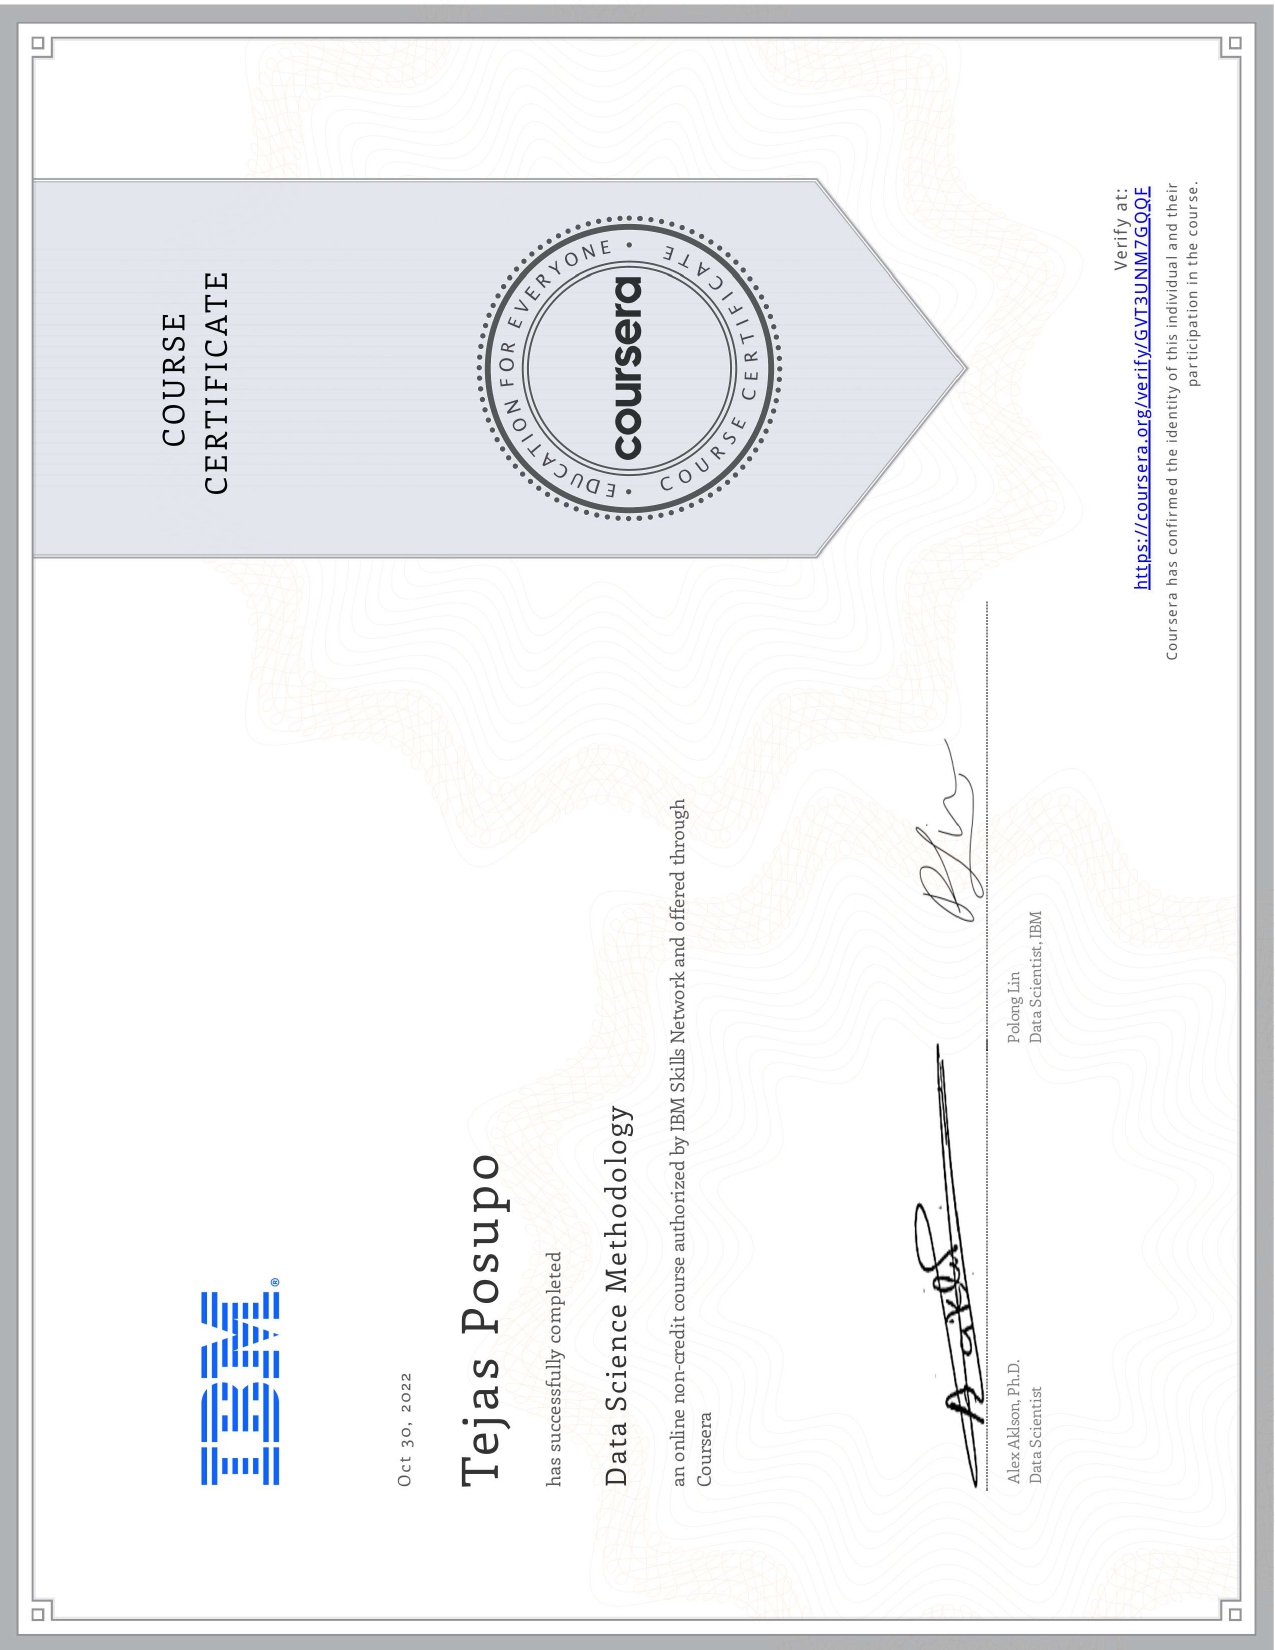 COURSE
CERTIFICATE
IBM®
Oct 30, 2022
Tejas Posupo
has successfully completed
Data Science Methodology
an online non-credit course authorized by IBM Skills Network and offered through
Coursera
• EDUCATION FOR EVERYONE •
coursera
COURSE CERTIFICATE
A aklson
P Lin
Alex Aklson, Ph.D.
Data Scientist
Polong Lin
Data Scientist, IBM
Verify at:
https://coursera.org/verify/GVT3UNM7GQQF
Coursera has confirmed the identity of this individual and their
participation in the course.